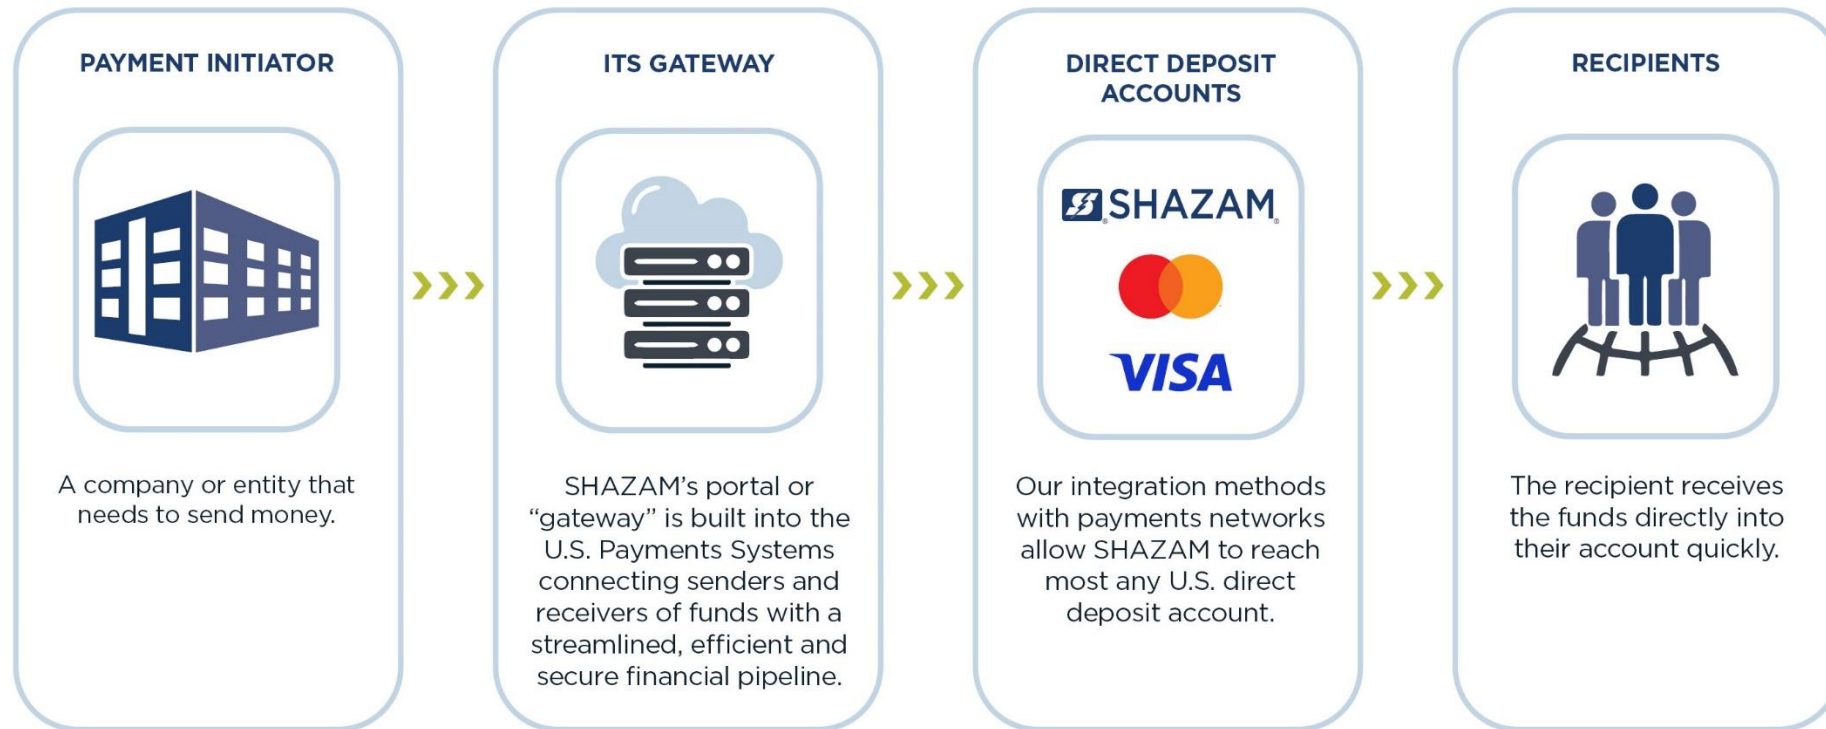 PAYMENT INITIATOR
A company or entity that
needs to send money.
ITS GATEWAY
SHAZAM’s portal or
“gateway” is built into the
U.S. Payments Systems
connecting senders and
receivers of funds with a
streamlined, efficient and
secure financial pipeline.
DIRECT DEPOSIT
ACCOUNTS
SHAZAM®
VISA
Our integration methods
with payments networks
allow SHAZAM to reach
most any U.S. direct
deposit account.
RECIPIENTS
The recipient receives
the funds directly into
their account quickly.